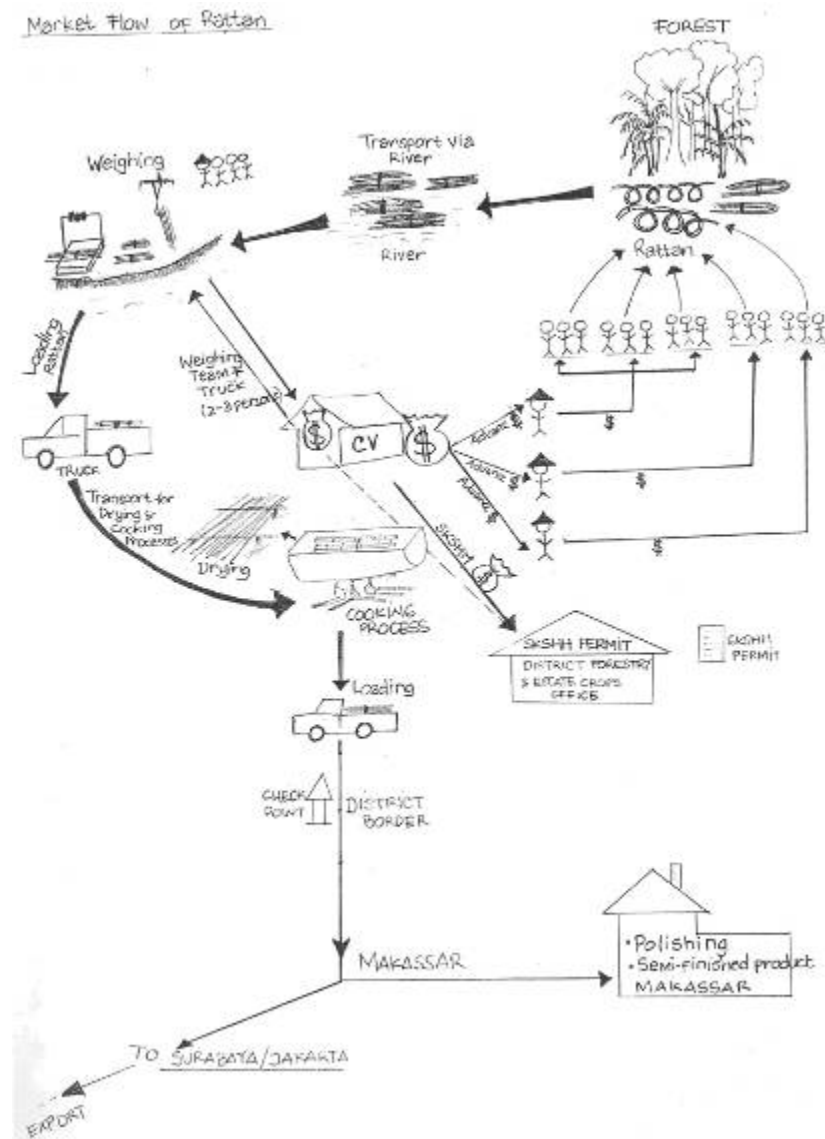 Market Flow of Rattan
FOREST
Transport via
River
Weighing
River
Rattan
Loading
Rattan
Weighing
Team &
Truck
(2-3 person)
$
CV
$
Advance $
Advance $
Advance $
$
$
$
TRUCK
Transport for
Drying &
Cooking
Processes
Drying
COOKING
PROCESS
SKSHH
$
SKSHH PERMIT
DISTRICT FORESTRY
& ESTATE CROPS
OFFICE
SKSHH
PERMIT
Loading
CHECK
POINT
DISTRICT
BORDER
MAKASSAR
• Polishing
• Semi-finished product
MAKASSAR
TO SURABAYA/JAKARTA
EXPORT